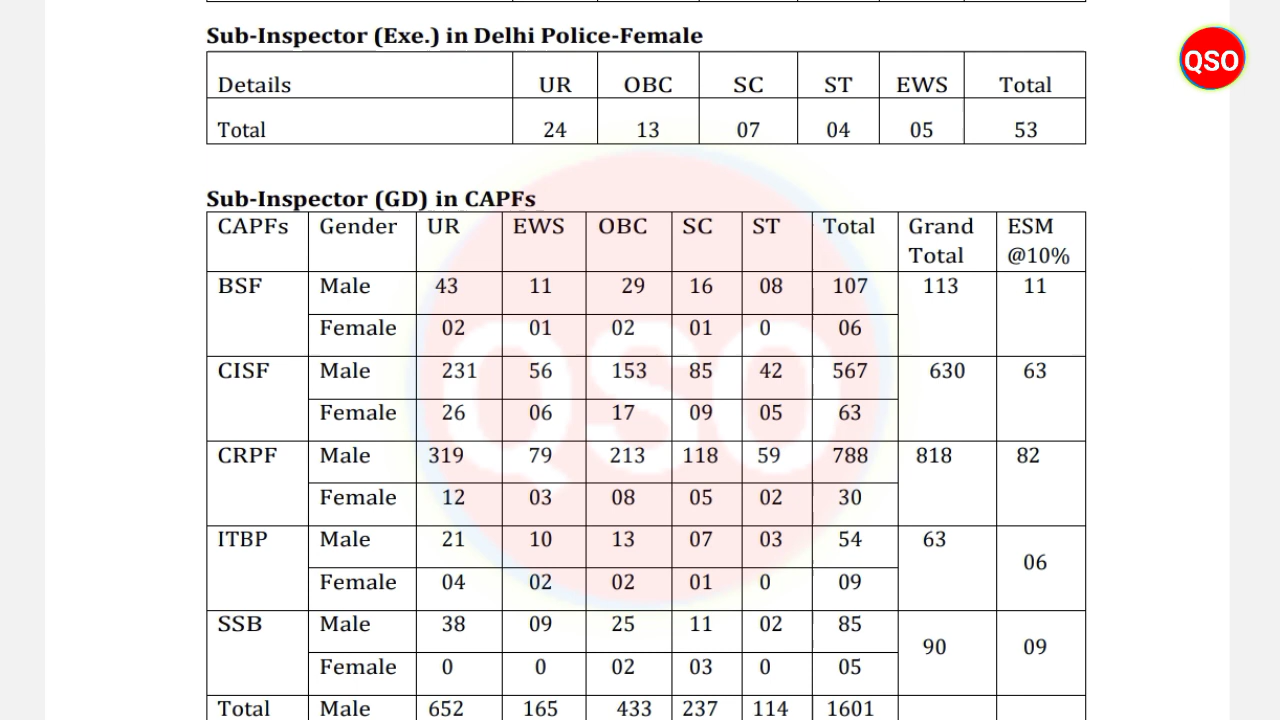 QSO
Sub-Inspector (Exe.) in Delhi Police-Female
Details UR OBC SC ST EWS Total
Total 24 13 07 04 05 53
Sub-Inspector (GD) in CAPFs
CAPFs Gender UR EWS OBC SC ST Total Grand Total ESM @10%
BSF Male 43 11 29 16 08 107 113 11
Female 02 01 02 01 0 06
CISF Male 231 56 153 85 42 567 630 63
Female 26 06 17 09 05 63
CRPF Male 319 79 213 118 59 788 818 82
Female 12 03 08 05 02 30
ITBP Male 21 10 13 07 03 54 63 06
Female 04 02 02 01 0 09
SSB Male 38 09 25 11 02 85 90 09
Female 0 0 02 03 0 05
Total Male 652 165 433 237 114 1601
QSO